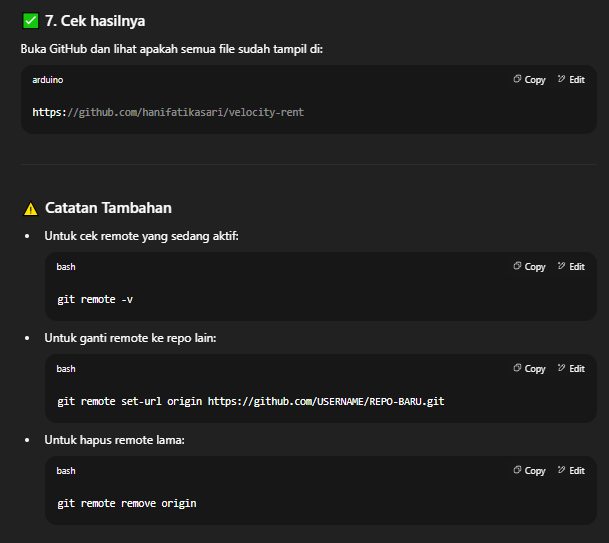 ✅ 7. Cek hasilnya
Buka GitHub dan lihat apakah semua file sudah tampil di:
arduino Copy Edit
https://github.com/hanifatikasari/velocity-rent
⚠️ Catatan Tambahan
• Untuk cek remote yang sedang aktif:
bash Copy Edit
git remote -v
• Untuk ganti remote ke repo lain:
bash Copy Edit
git remote set-url origin https://github.com/USERNAME/REPO-BARU.git
• Untuk hapus remote lama:
bash Copy Edit
git remote remove origin